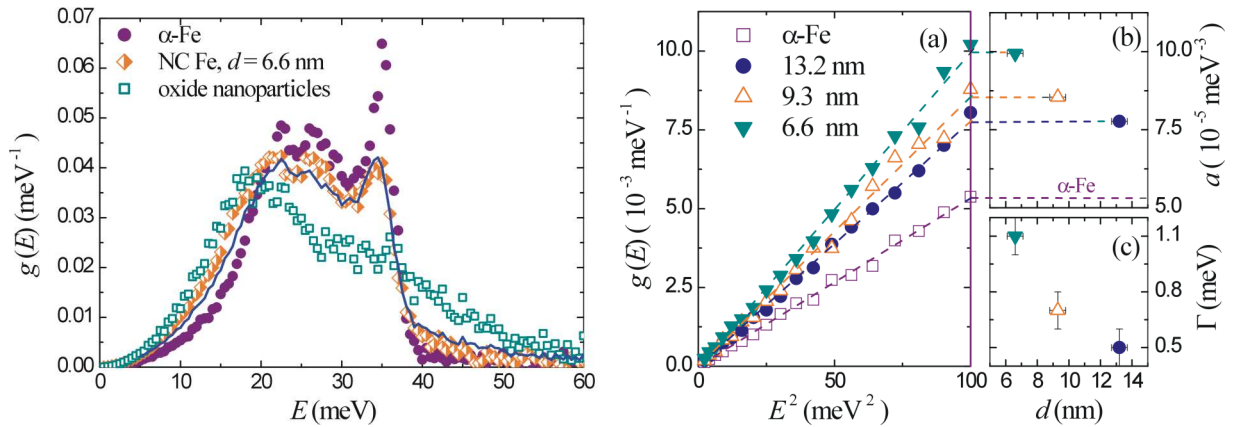 0.07
0.06
0.05
0.04
0.03
0.02
0.01
0.00
g(E) (meV⁻¹)
α-Fe
NC Fe, d = 6.6 nm
oxide nanoparticles
0 10 20 30 40 50 60
E (meV)
10.0
7.5
5.0
2.5
0.0
g(E) (10⁻³ meV⁻¹)
(a)
α-Fe
13.2 nm
9.3 nm
6.6 nm
0 50 100
E² (meV²)
(b)
α-Fe
10.0
7.5
5.0
a (10⁻⁵ meV⁻³)
(c)
1.1
0.8
0.5
Γ (meV)
6 8 10 12 14
d (nm)